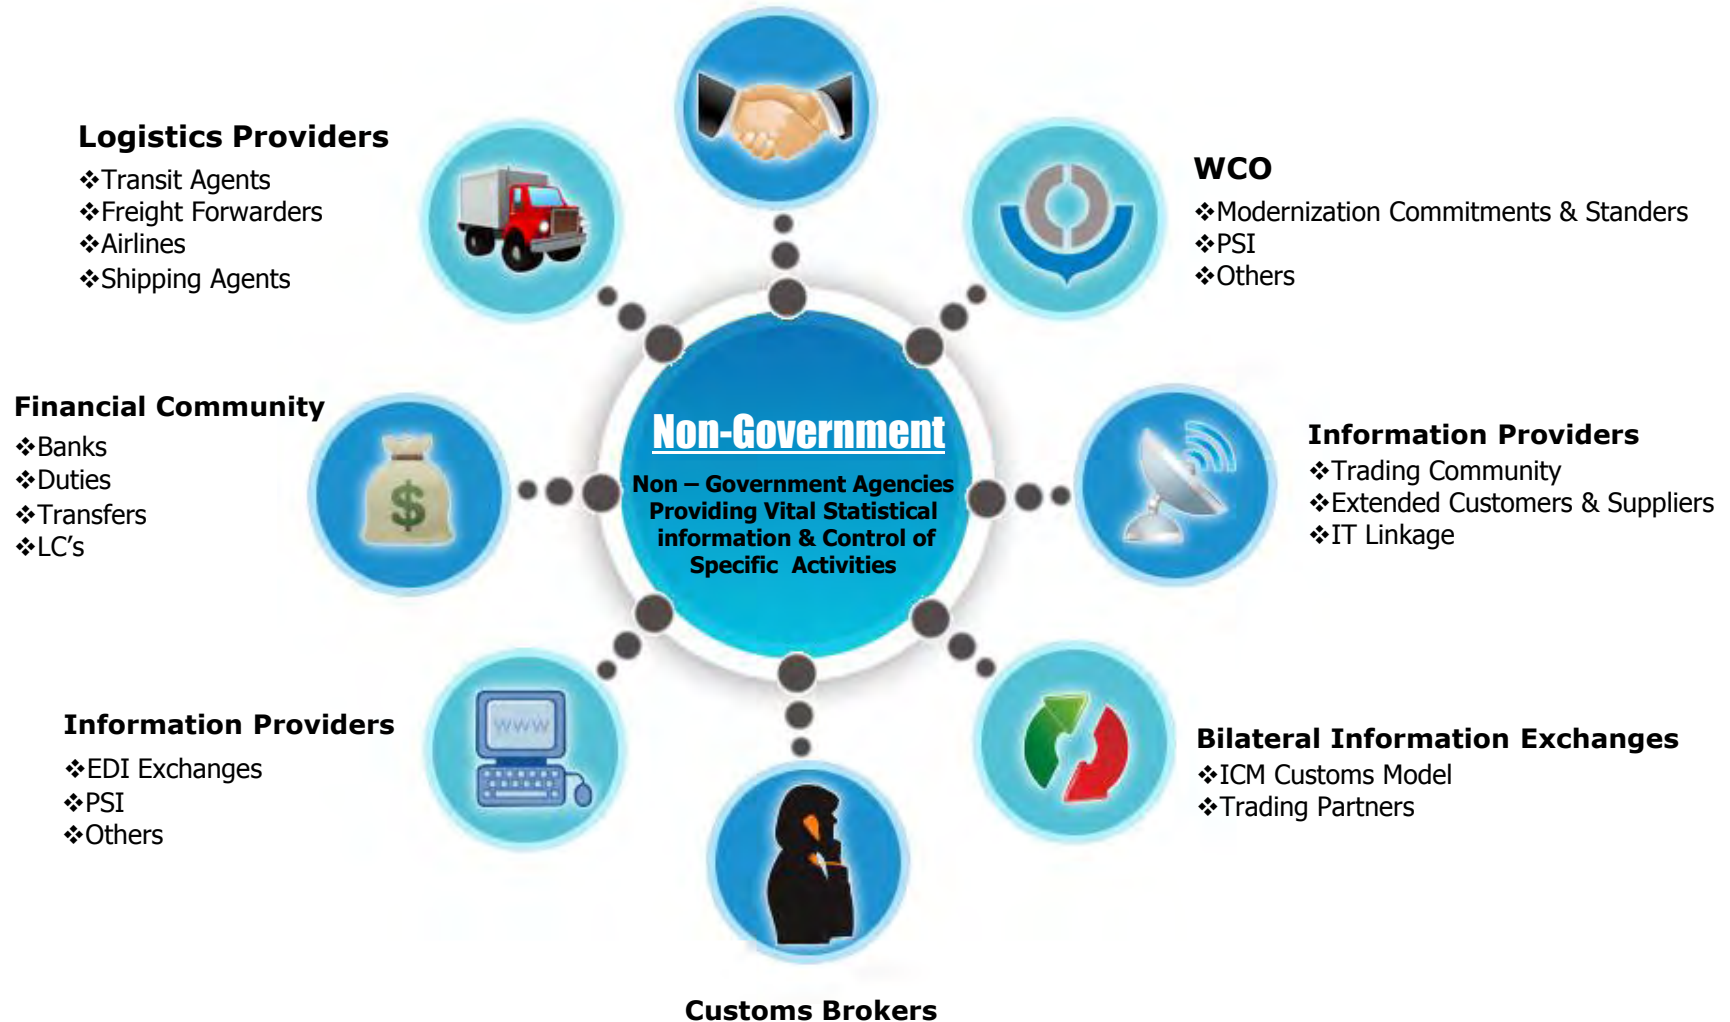 Logistics Providers
❖Transit Agents
❖Freight Forwarders
❖Airlines
❖Shipping Agents
WCO
❖Modernization Commitments & Standers
❖PSI
❖Others
Financial Community
❖Banks
❖Duties
❖Transfers
❖LC’s
Non-Government
Non – Government Agencies
Providing Vital Statistical
information & Control of
Specific Activities
Information Providers
❖Trading Community
❖Extended Customers & Suppliers
❖IT Linkage
Information Providers
❖EDI Exchanges
❖PSI
❖Others
WWW
Bilateral Information Exchanges
❖ICM Customs Model
❖Trading Partners
Customs Brokers